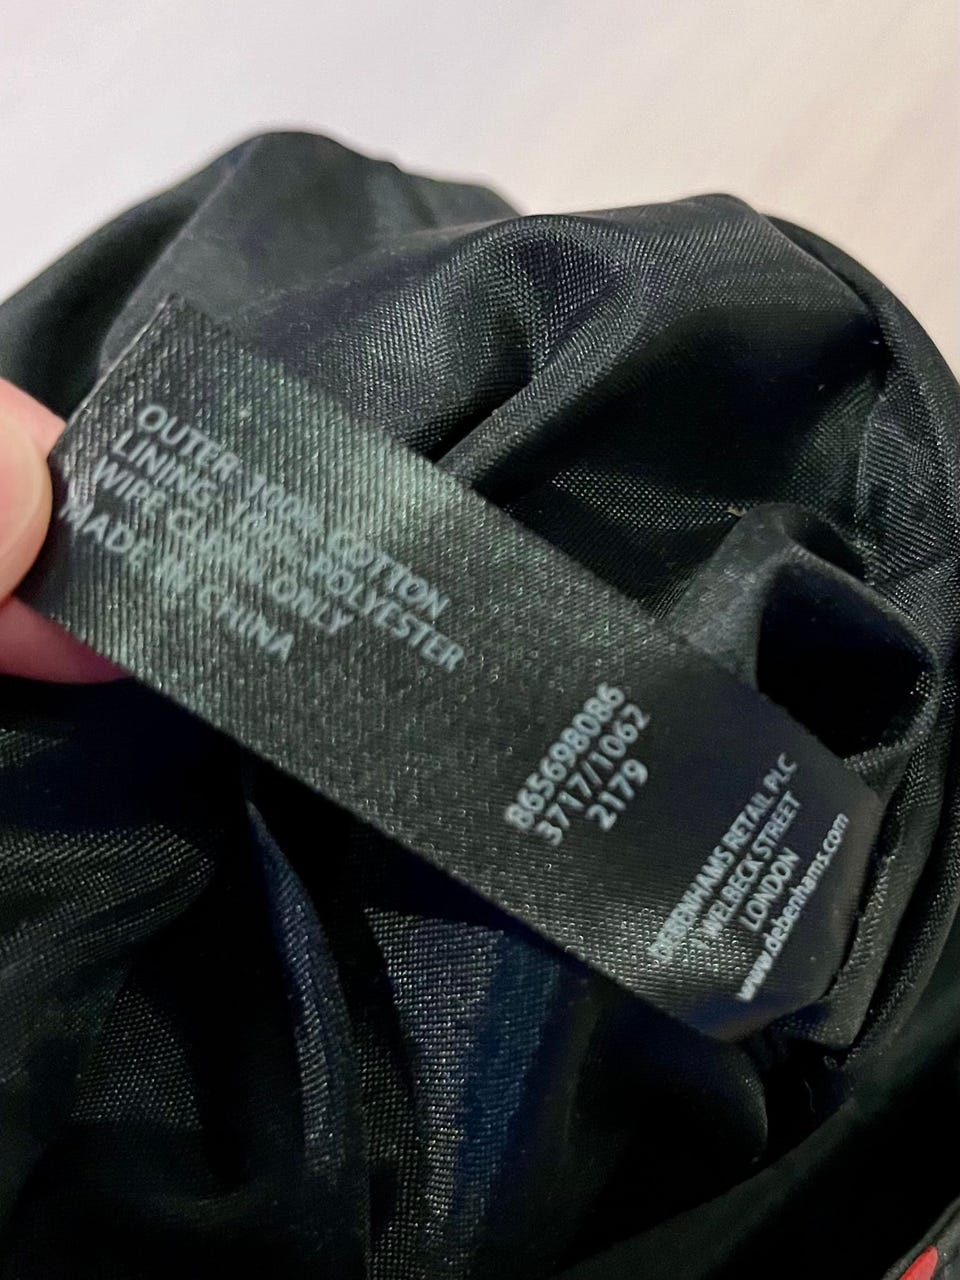 OUTER: 100% COTTON
LINING: 100% POLYESTER
WIPE CLEAN ONLY
MADE IN CHINA
865698086
3717/1062
2179
DEBENHAMS RETAIL PLC
1 WELBECK STREET
LONDON
www.debenhams.com